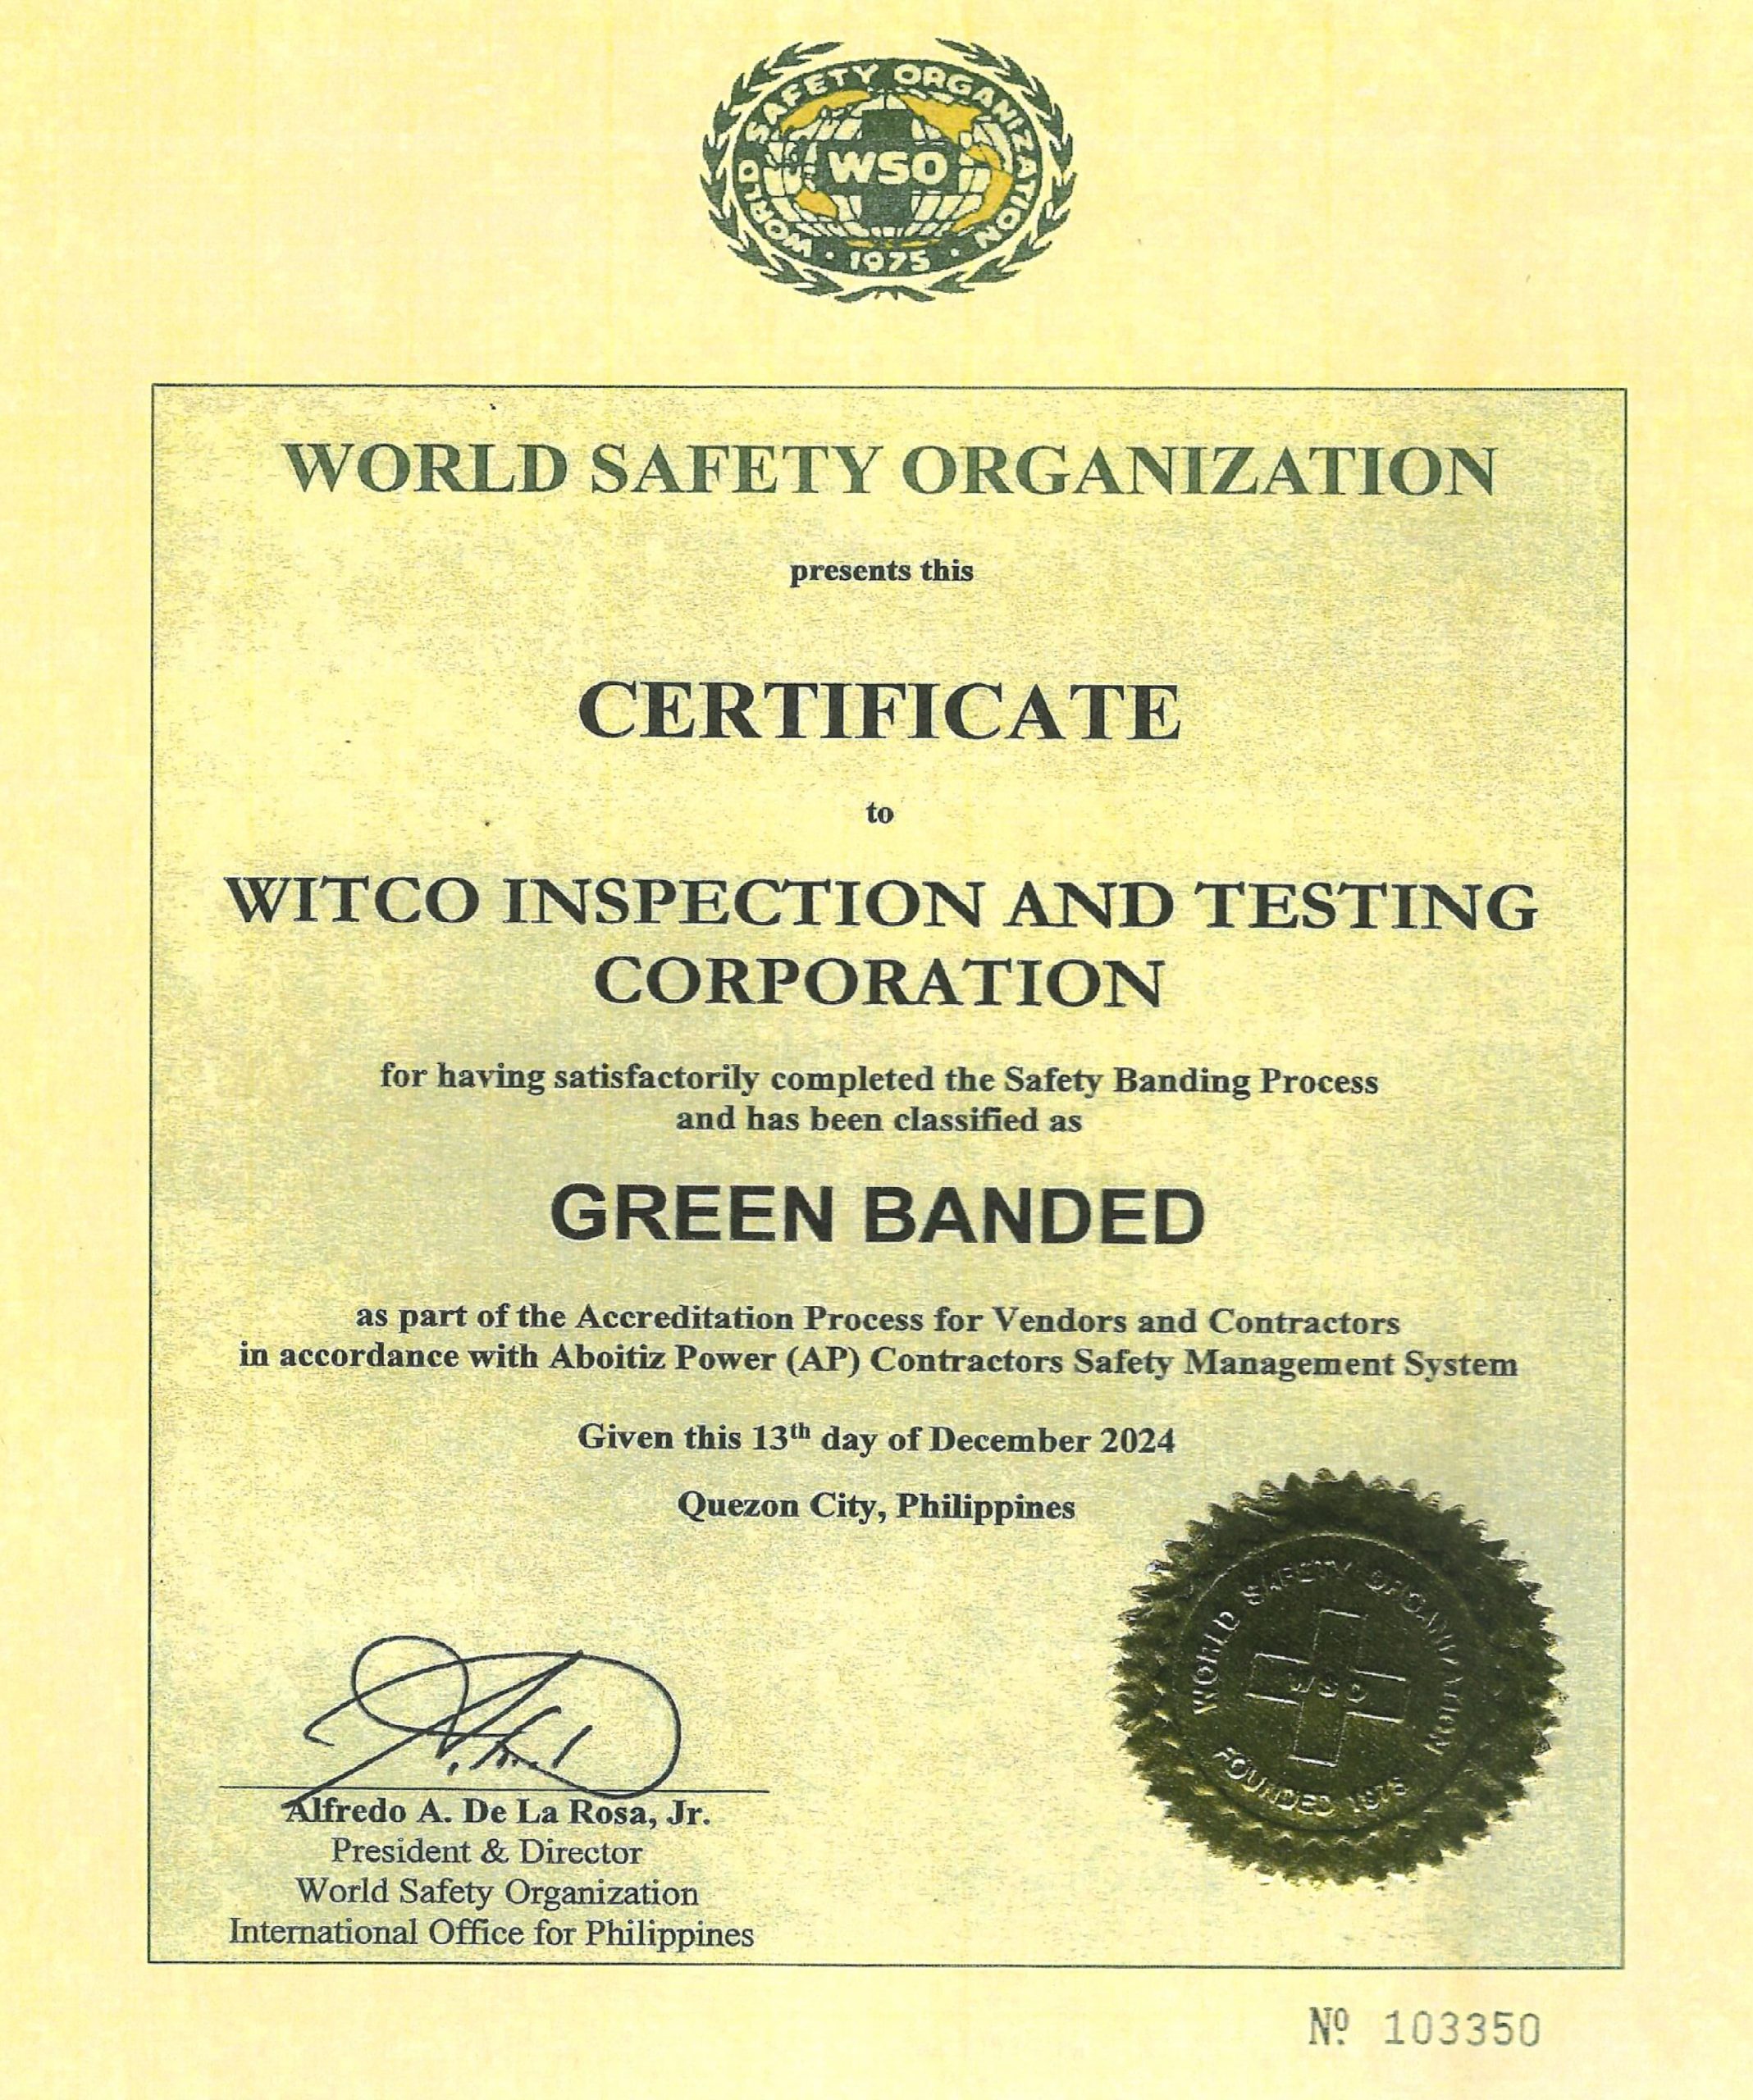 WORLD SAFETY ORGANIZATION
WSO
· 1975 ·
WORLD SAFETY ORGANIZATION
presents this
CERTIFICATE
to
WITCO INSPECTION AND TESTING
CORPORATION
for having satisfactorily completed the Safety Banding Process
and has been classified as
GREEN BANDED
as part of the Accreditation Process for Vendors and Contractors
in accordance with Aboitiz Power (AP) Contractors Safety Management System
Given this 13th day of December 2024
Quezon City, Philippines
WORLD SAFETY ORGANIZATION
WSO
FOUNDED 1975
Alfredo A. De La Rosa, Jr.
President & Director
World Safety Organization
International Office for Philippines
Nº 103350